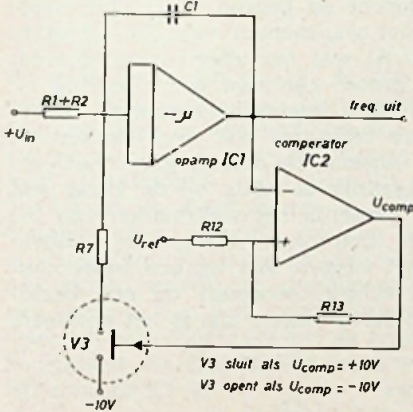 C1
R1+R2
+Uin
-μ
opamp IC1
freq. uit
comperator
IC2
Ucomp
-
Uref
R12
+
R7
R13
V3
-10V
V3 sluit als Ucomp = +10V
V3 opent als Ucomp = -10V